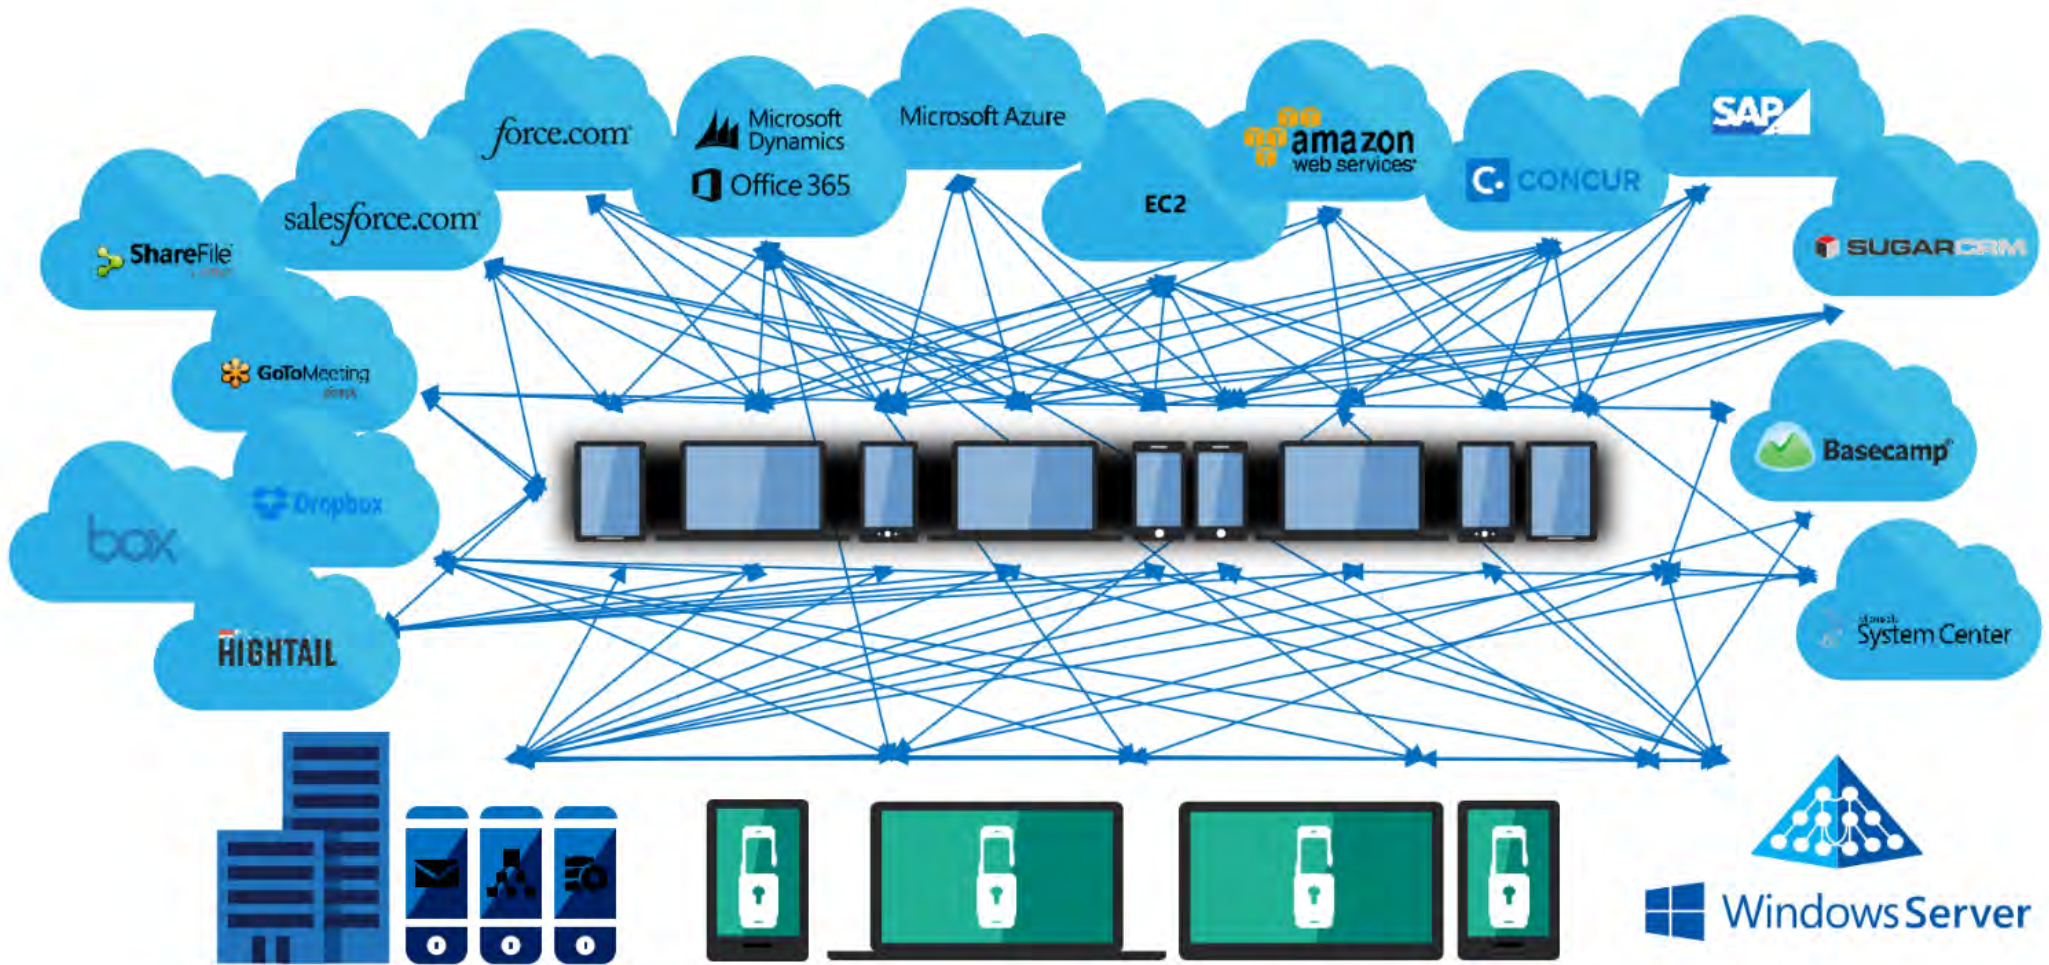 force.com
Microsoft
Dynamics
Office 365
Microsoft Azure
EC2
amazon
web services
C. CONCUR
SAP
salesforce.com
ShareFile
SUGARCRM
GoToMeeting
Basecamp
Dropbox
box
HIGHTAIL
System Center
Windows Server